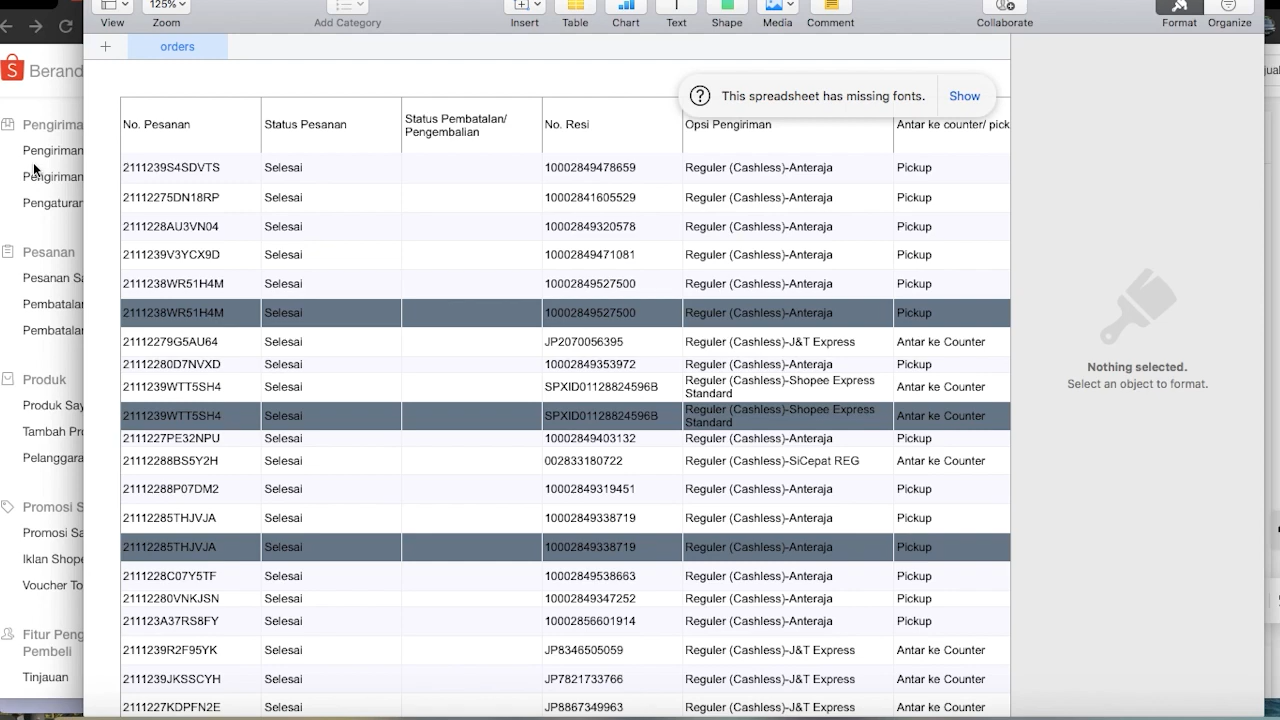 125%
View
Zoom
Add Category
Insert
Table
Chart
Text
Shape
Media
Comment
Collaborate
Format
Organize
orders
Berand
This spreadsheet has missing fonts. Show
No. Pesanan Status Pesanan Status Pembatalan/ Pengembalian No. Resi Opsi Pengiriman Antar ke counter/ pick
2111239S4SDVTS Selesai 10002849478659 Reguler (Cashless)-Anteraja Pickup
21112275DN18RP Selesai 10002841605529 Reguler (Cashless)-Anteraja Pickup
2111228AU3VN04 Selesai 10002849320578 Reguler (Cashless)-Anteraja Pickup
2111239V3YCX9D Selesai 10002849471081 Reguler (Cashless)-Anteraja Pickup
2111238WR51H4M Selesai 10002849527500 Reguler (Cashless)-Anteraja Pickup
2111238WR51H4M Selesai 10002849527500 Reguler (Cashless)-Anteraja Pickup
21112279G5AU64 Selesai JP2070056395 Reguler (Cashless)-J&T Express Antar ke Counter
21112280D7NVXD Selesai 10002849353972 Reguler (Cashless)-Anteraja Pickup
2111239WTT5SH4 Selesai SPXID01128824596B Reguler (Cashless)-Shopee Express Standard Antar ke Counter
2111239WTT5SH4 Selesai SPXID01128824596B Reguler (Cashless)-Shopee Express Standard Antar ke Counter
2111227PE32NPU Selesai 10002849403132 Reguler (Cashless)-Anteraja Pickup
21112288BS5Y2H Selesai 002833180722 Reguler (Cashless)-SiCepat REG Antar ke Counter
21112288P07DM2 Selesai 10002849319451 Reguler (Cashless)-Anteraja Pickup
21112285THJVJA Selesai 10002849338719 Reguler (Cashless)-Anteraja Pickup
21112285THJVJA Selesai 10002849338719 Reguler (Cashless)-Anteraja Pickup
2111228C07Y5TF Selesai 10002849538663 Reguler (Cashless)-Anteraja Pickup
21112280VNKJSN Selesai 10002849347252 Reguler (Cashless)-Anteraja Pickup
211123A37RS8FY Selesai 10002856601914 Reguler (Cashless)-Anteraja Pickup
2111239R2F95YK Selesai JP8346505059 Reguler (Cashless)-J&T Express Antar ke Counter
2111239JKSSCYH Selesai JP7821733766 Reguler (Cashless)-J&T Express Antar ke Counter
2111227KDPFN2E Selesai JP8367349963 Reguler (Cashless)-J&T Express Antar ke Counter
Pengirima
Pengiriman
Pengiriman
Pengaturan
Pesanan
Pesanan Sa
Pembatalan
Pembatalan
Produk
Produk Say
Tambah Pr
Pelanggara
Promosi S
Promosi Sa
Iklan Shope
Voucher To
Fitur Peng
Pembeli
Tinjauan
Nothing selected.
Select an object to format.
jual